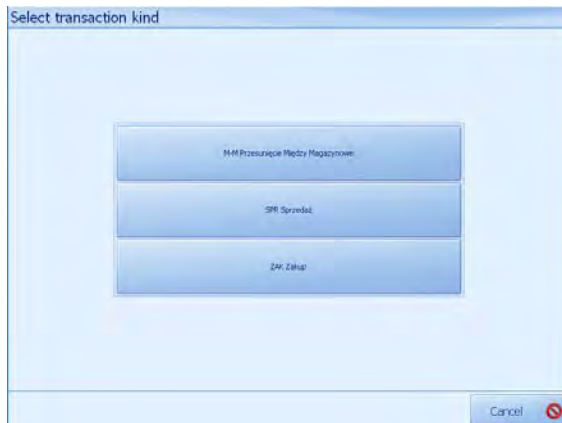 Select transaction kind
M-M Przesunięcie Między Magazynowe
SPR Sprzedaż
ZAK Zakup
Cancel